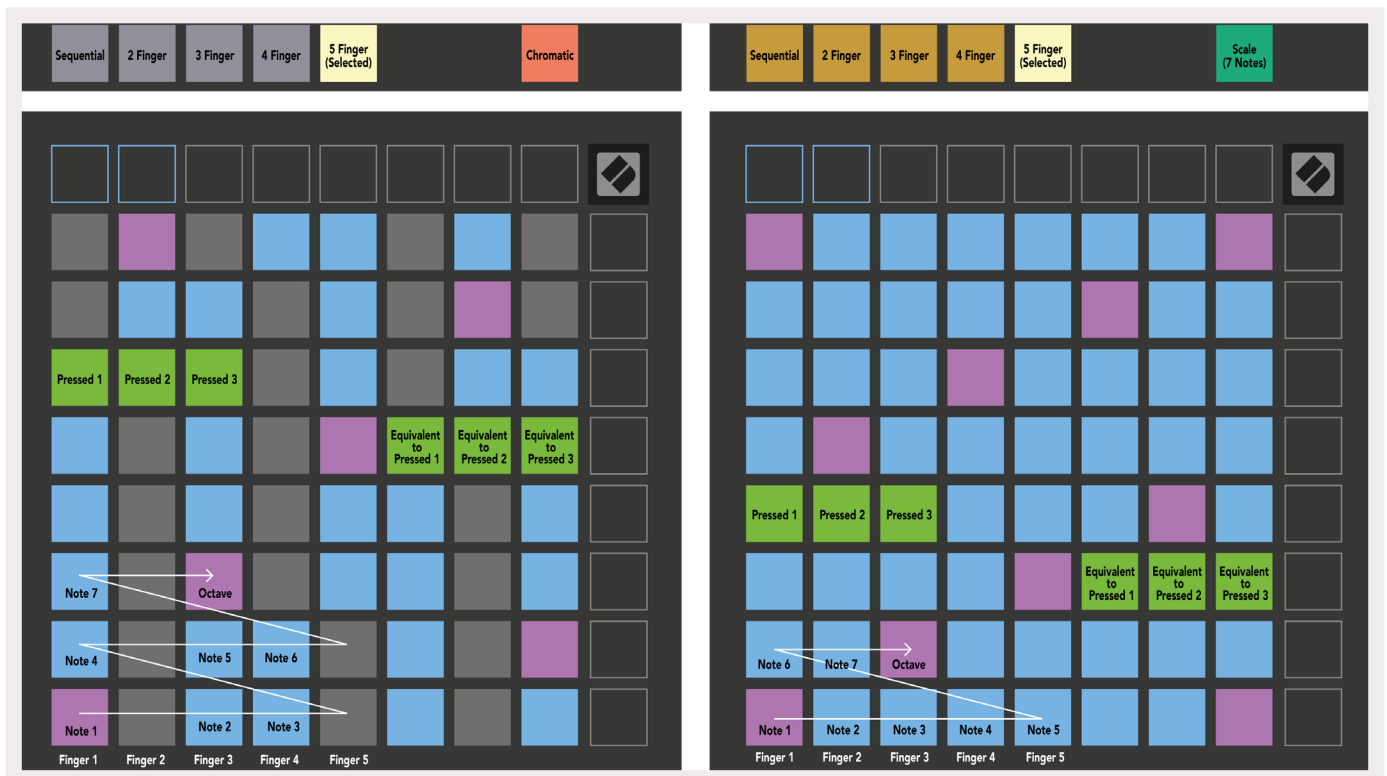 Sequential
2 Finger
3 Finger
4 Finger
5 Finger
(Selected)
Chromatic
Pressed 1
Pressed 2
Pressed 3
Equivalent
to
Pressed 1
Equivalent
to
Pressed 2
Equivalent
to
Pressed 3
Note 7
Octave
Note 4
Note 5
Note 6
Note 1
Note 2
Note 3
Finger 1
Finger 2
Finger 3
Finger 4
Finger 5
Sequential
2 Finger
3 Finger
4 Finger
5 Finger
(Selected)
Scale
(7 Notes)
Pressed 1
Pressed 2
Pressed 3
Equivalent
to
Pressed 1
Equivalent
to
Pressed 2
Equivalent
to
Pressed 3
Note 6
Note 7
Octave
Note 1
Note 2
Note 3
Note 4
Note 5
Finger 1
Finger 2
Finger 3
Finger 4
Finger 5